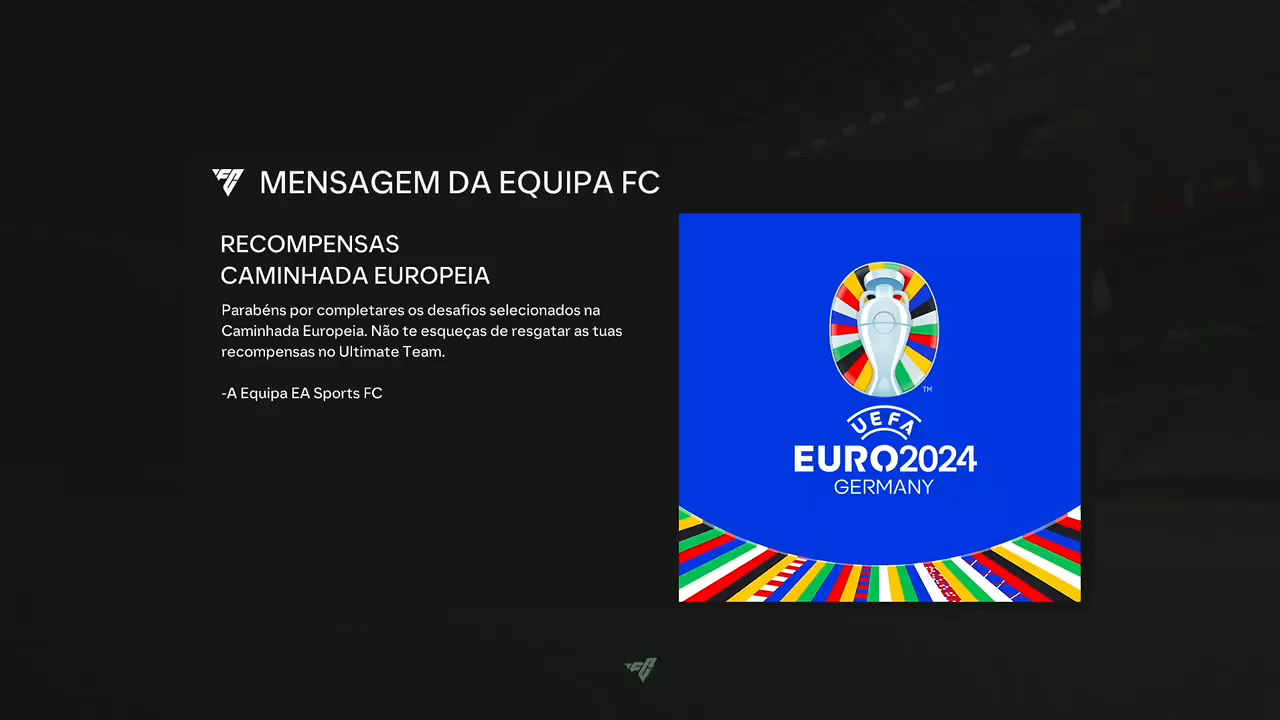 MENSAGEM DA EQUIPA FC
RECOMPENSAS
CAMINHADA EUROPEIA
Parabéns por completares os desafios selecionados na
Caminhada Europeia. Não te esqueças de resgatar as tuas
recompensas no Ultimate Team.
-A Equipa EA Sports FC
TM
UEFA
EURO2024
GERMANY